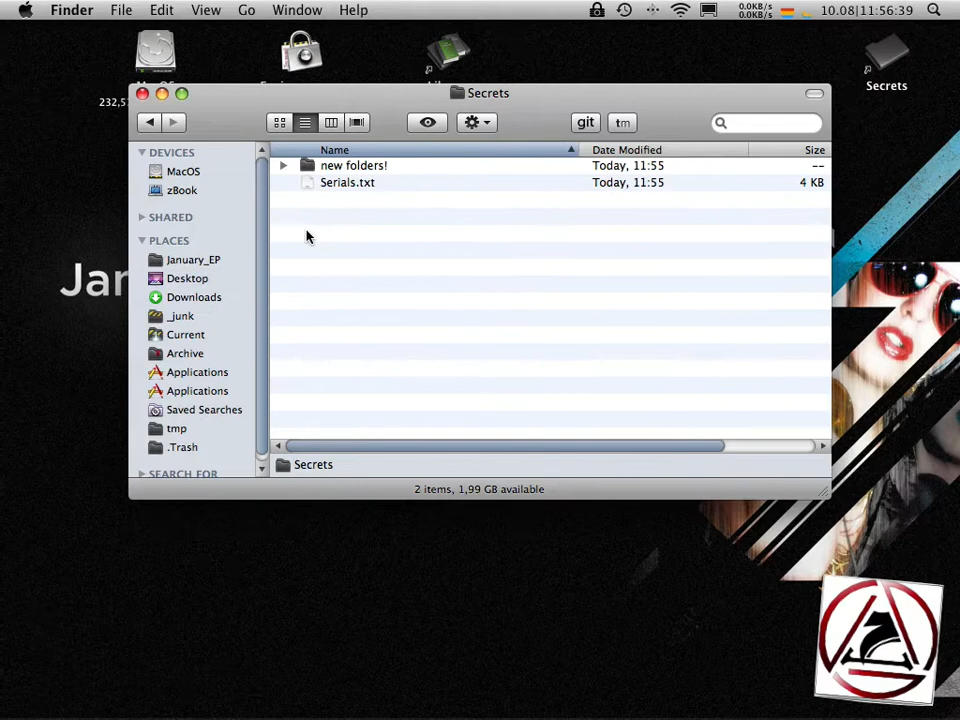 Finder File Edit View Go Window Help 0.0KB/s 0.0KB/s 10.08|11:56:39
232,5
Secrets
Secrets
git tm
Name Date Modified Size
new folders! Today, 11:55 --
Serials.txt Today, 11:55 4 KB
DEVICES
MacOS
zBook
SHARED
PLACES
January_EP
Desktop
Downloads
_junk
Current
Archive
Applications
Applications
Saved Searches
tmp
.Trash
SEARCH FOR
Secrets
2 items, 1,99 GB available
Jan